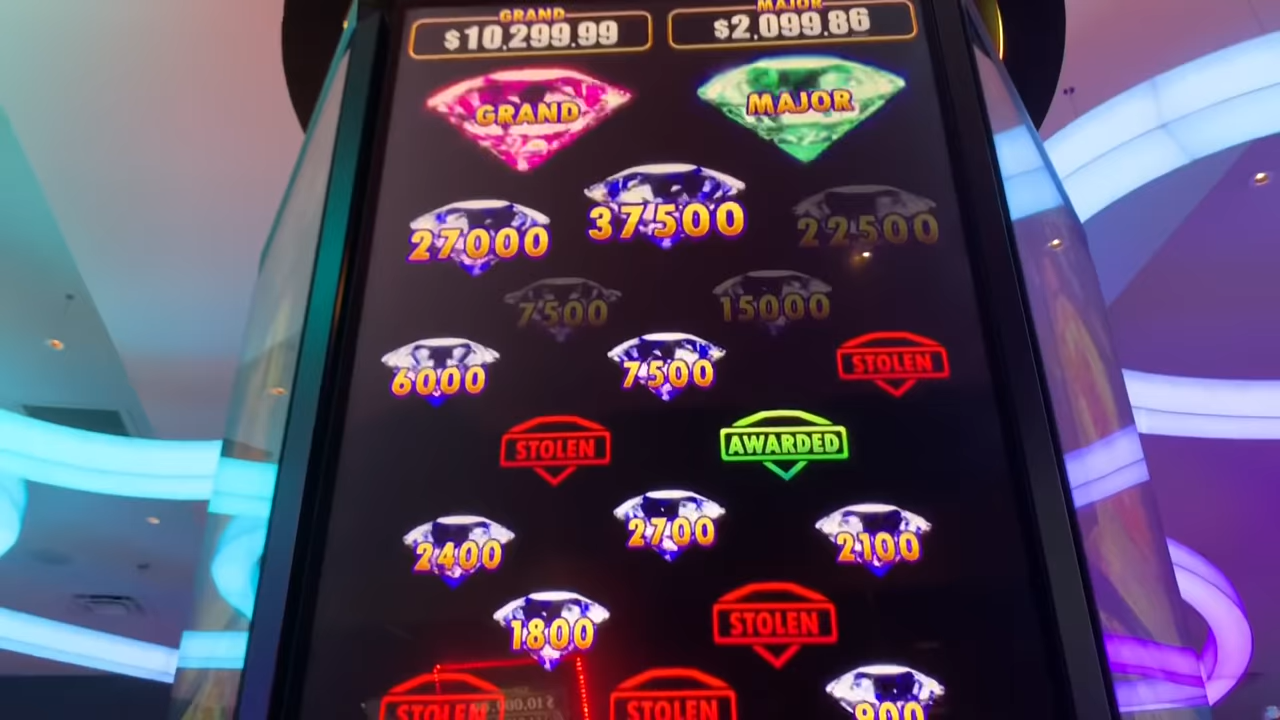 GRAND MAJOR
$10,299.99 $2,099.86
GRAND MAJOR
27000 37500 22500
7500 15000
6000 7500 STOLEN
STOLEN AWARDED
2400 2700 2100
1800 STOLEN
STOLEN STOLEN 900